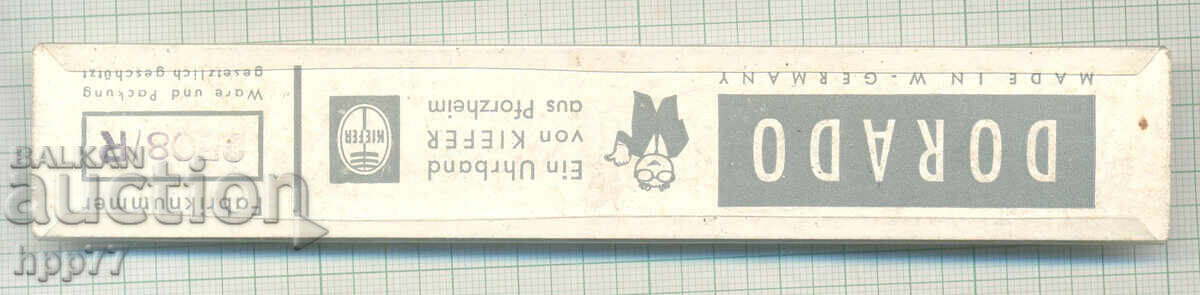 DORADO
MADE IN W.-GERMANY
Ein Uhrband
von KIEFER
aus Pforzheim
KIEFER
Fabriknummer
Ware und Packung
gesetzlich geschützt
BALKAN
auction
hpp77